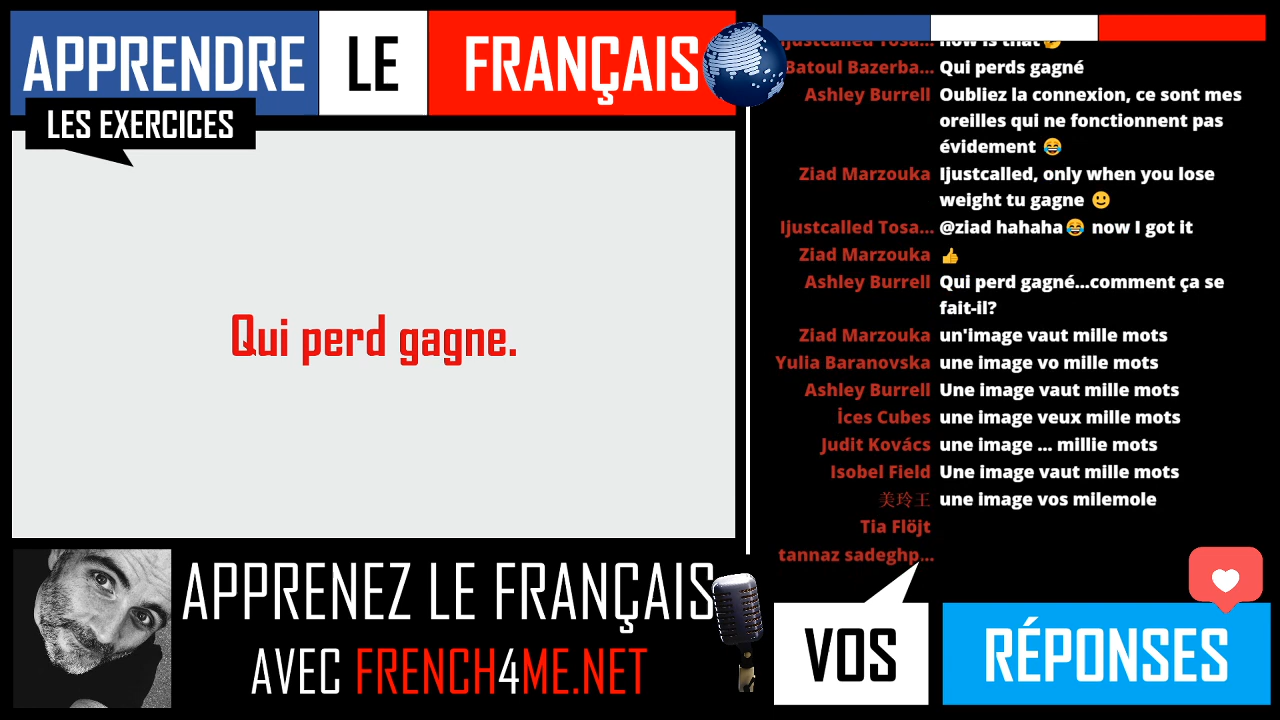 APPRENDRE LE FRANÇAIS
LES EXERCICES
Qui perd gagne.
APPRENEZ LE FRANÇAIS
AVEC FRENCH4ME.NET
Ijustcalled Tosa... now is that🤔
Batoul Bazerba... Qui perds gagné
Ashley Burrell Oubliez la connexion, ce sont mes
oreilles qui ne fonctionnent pas
évidement 😂
Ziad Marzouka Ijustcalled, only when you lose
weight tu gagne 😃
Ijustcalled Tosa... @ziad hahaha😂 now I got it
Ziad Marzouka 👍
Ashley Burrell Qui perd gagné...comment ça se
fait-il?
Ziad Marzouka un'image vaut mille mots
Yulia Baranovska une image vo mille mots
Ashley Burrell Une image vaut mille mots
İces Cubes une image veux mille mots
Judit Kovács une image ... millie mots
Isobel Field Une image vaut mille mots
美玲王 une image vos milemole
Tia Flöjt
tannaz sadeghp...
VOS RÉPONSES